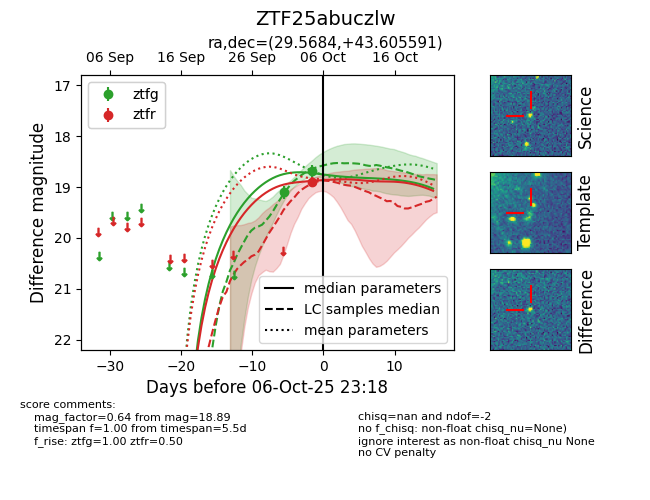 ZTF25abuczlw
ra,dec=(29.5684,+43.605591)
06 Sep 16 Sep 26 Sep 06 Oct 16 Oct
17
18
19
20
21
22
Difference magnitude
ztfg
ztfr
median parameters
LC samples median
mean parameters
−30 −20 −10 0 10
Days before 06-Oct-25 23:18
Science
Template
Difference
score comments:
mag_factor=0.64 from mag=18.89
timespan f=1.00 from timespan=5.5d
f_rise: ztfg=1.00 ztfr=0.50
chisq=nan and ndof=-2
no f_chisq: non-float chisq_nu=None)
ignore interest as non-float chisq_nu None
no CV penalty